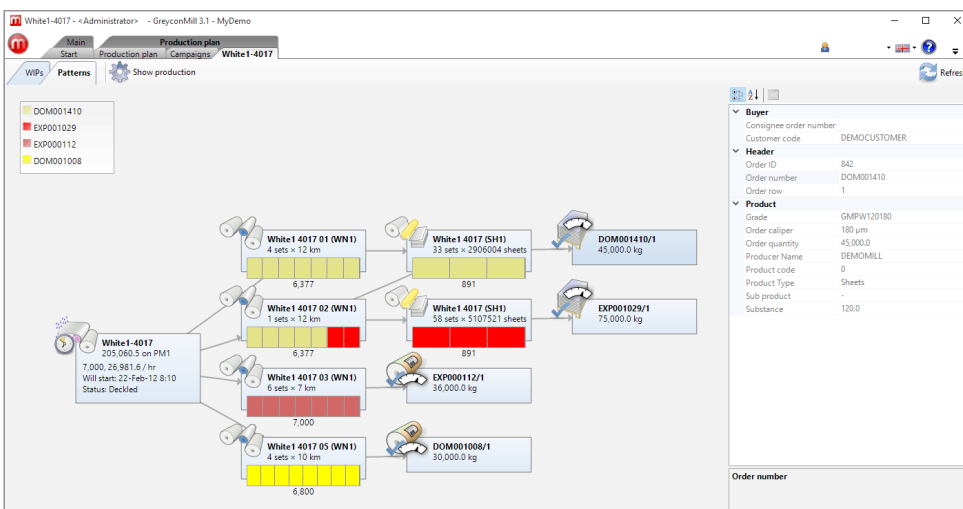 White1-4017 - <Administrator> - GreyconMill 3.1 - MyDemo
Main Production plan
Start Production plan Campaigns White1-4017
WIPs Patterns Show production Refres
DOM001410
EXP001029
EXP000112
DOM001008
White1 4017 01 (WN1)
4 sets × 12 km
6,377
White1 4017 (SH1)
33 sets × 2906004 sheets
891
DOM001410/1
45,000.0 kg
White1 4017 02 (WN1)
1 sets × 12 km
6,377
White1 4017 (SH1)
58 sets × 5107521 sheets
891
EXP001029/1
75,000.0 kg
White1-4017
205,060.5 on PM1
7,000, 26,981.6 / hr
Will start: 22-Feb-12 8:10
Status: Deckled
White1 4017 03 (WN1)
6 sets × 7 km
7,000
EXP000112/1
36,000.0 kg
White1 4017 05 (WN1)
4 sets × 10 km
6,800
DOM001008/1
30,000.0 kg
Buyer
Consignee order number
Customer code DEMOCUSTOMER
Header
Order ID 842
Order number DOM001410
Order row 1
Product
Grade GMPW120180
Order caliper 180 µm
Order quantity 45,000.0
Producer Name DEMOMILL
Product code 0
Product Type Sheets
Sub product -
Substance 120.0
Order number